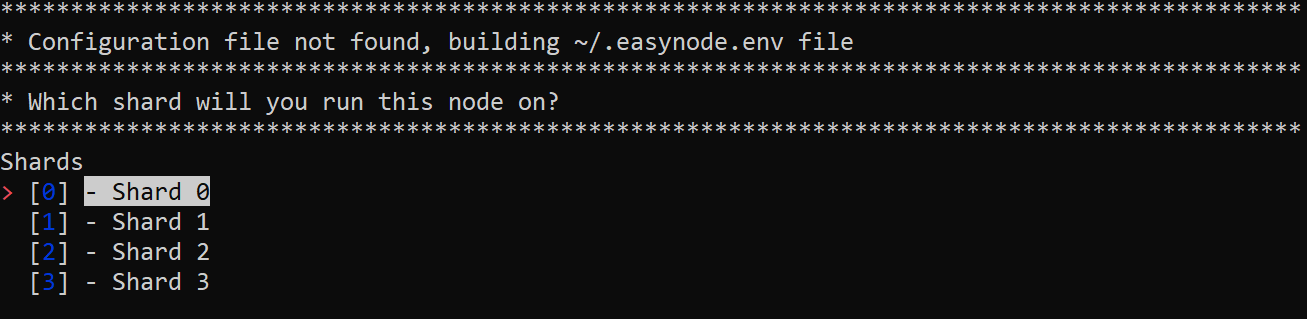 *********************************************************************************************
* Configuration file not found, building ~/.easynode.env file
*********************************************************************************************
* Which shard will you run this node on?
*********************************************************************************************
Shards
> [0] - Shard 0
  [1] - Shard 1
  [2] - Shard 2
  [3] - Shard 3